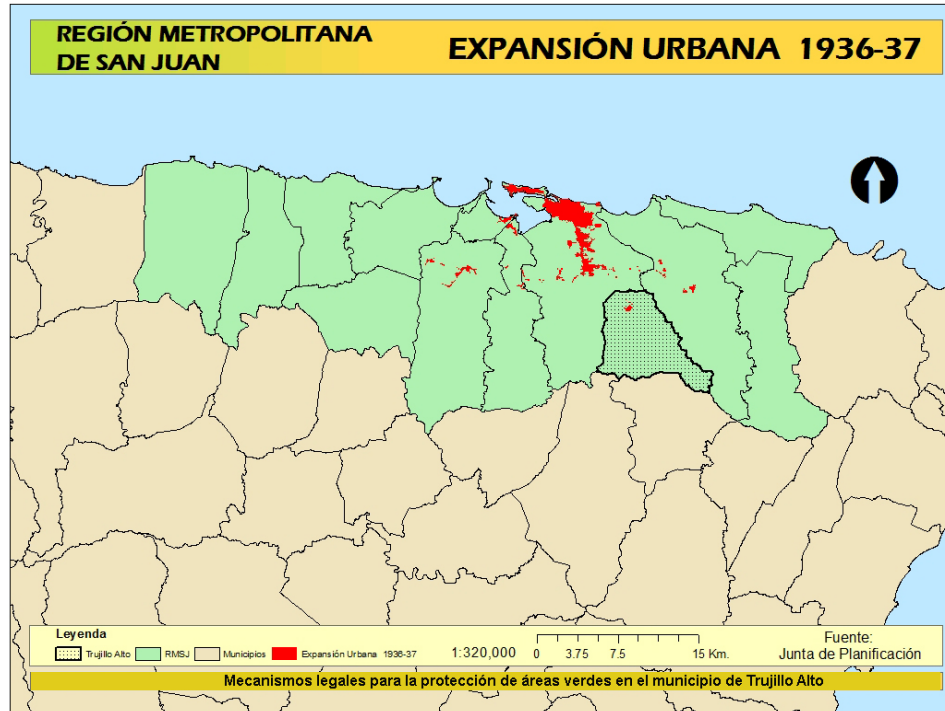 REGIÓN METROPOLITANA
DE SAN JUAN
EXPANSIÓN URBANA 1936-37
Leyenda
Trujillo Alto
RMSJ
Municipios
Expansión Urbana 1936-37
1:320,000
0 3.75 7.5 15 Km.
Fuente:
Junta de Planificación
Mecanismos legales para la protección de áreas verdes en el municipio de Trujillo Alto